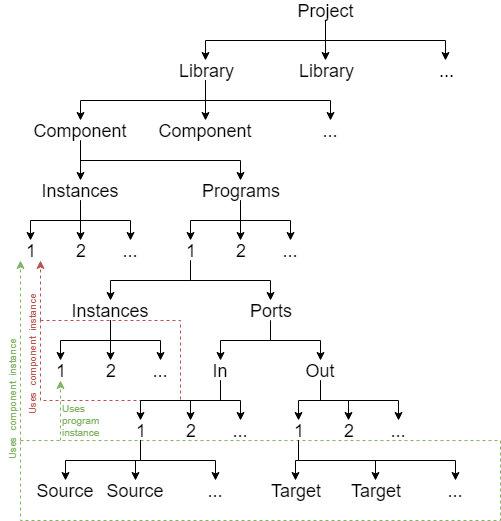 Project
Library Library ...
Component Component ...
Instances Programs
1 2 ... 1 2 ...
Instances Ports
1 2 ... In Out
Uses component instance
Uses component instance
Uses
program
instance
1 2 ... 1 2 ...
Source Source ... Target Target ...